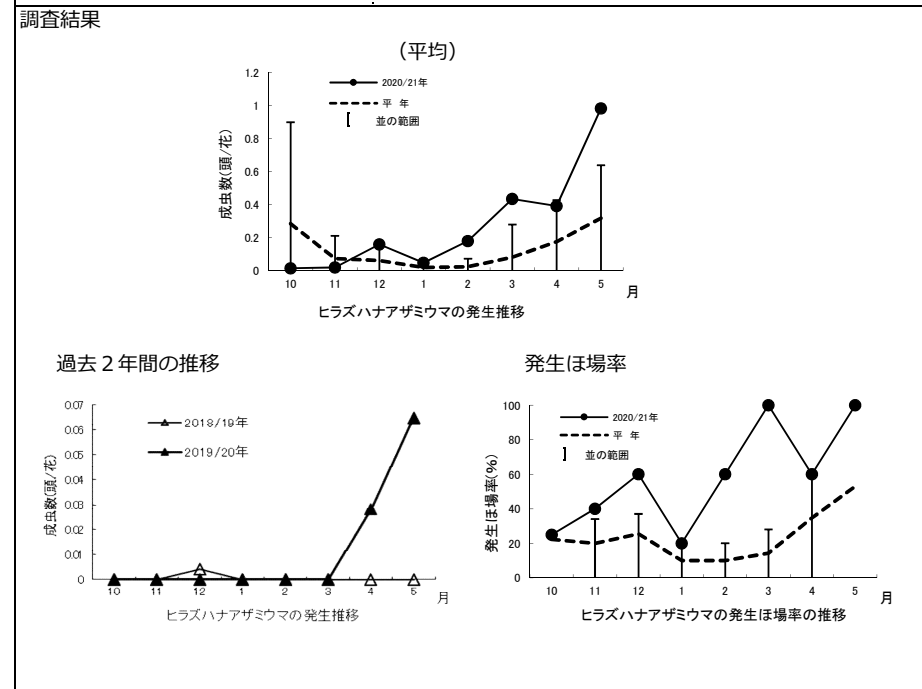 調査結果
(平均)
1.2
1
0.8
0.6
0.4
0.2
0
成虫数(頭/花)
2020/21年
平 年
並の範囲
10 11 12 1 2 3 4 5 月
ヒラズハナアザミウマの発生推移
過去2年間の推移
0.07
0.06
0.05
0.04
0.03
0.02
0.01
0
成虫数(頭/花)
2018/19年
2019/20年
10 11 12 1 2 3 4 5 月
ヒラズハナアザミウマの発生推移
発生ほ場率
100
80
60
40
20
0
発生ほ場率(%)
2020/21年
平 年
並の範囲
10 11 12 1 2 3 4 5 月
ヒラズハナアザミウマの発生ほ場率の推移